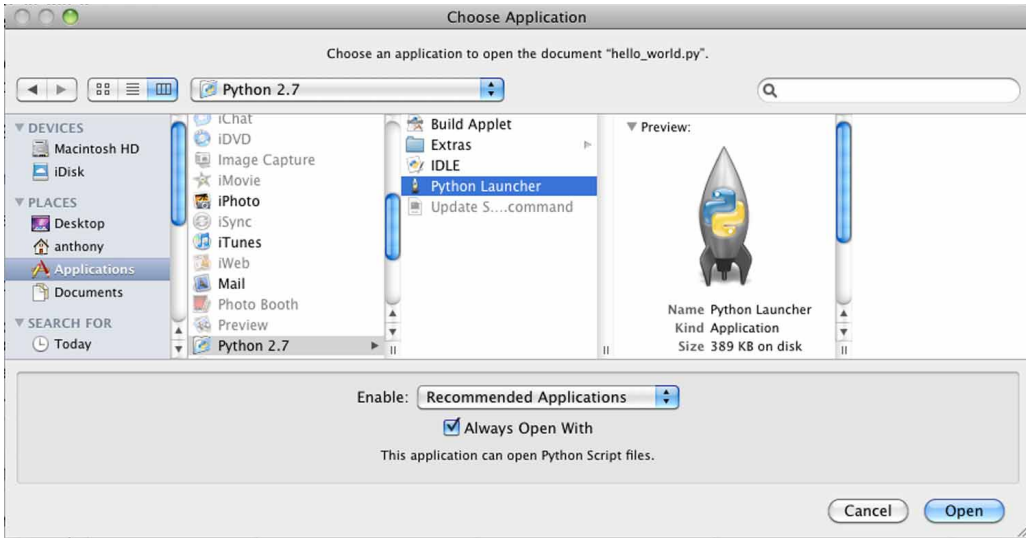 Choose Application
Choose an application to open the document “hello_world.py”.
Python 2.7
DEVICES
Macintosh HD
iDisk
PLACES
Desktop
anthony
Applications
Documents
SEARCH FOR
Today
iChat
iDVD
Image Capture
iMovie
iPhoto
iSync
iTunes
iWeb
Mail
Photo Booth
Preview
Python 2.7
Build Applet
Extras
IDLE
Python Launcher
Update S....command
Preview:
Name Python Launcher
Kind Application
Size 389 KB on disk
Enable: Recommended Applications
Always Open With
This application can open Python Script files.
Cancel Open